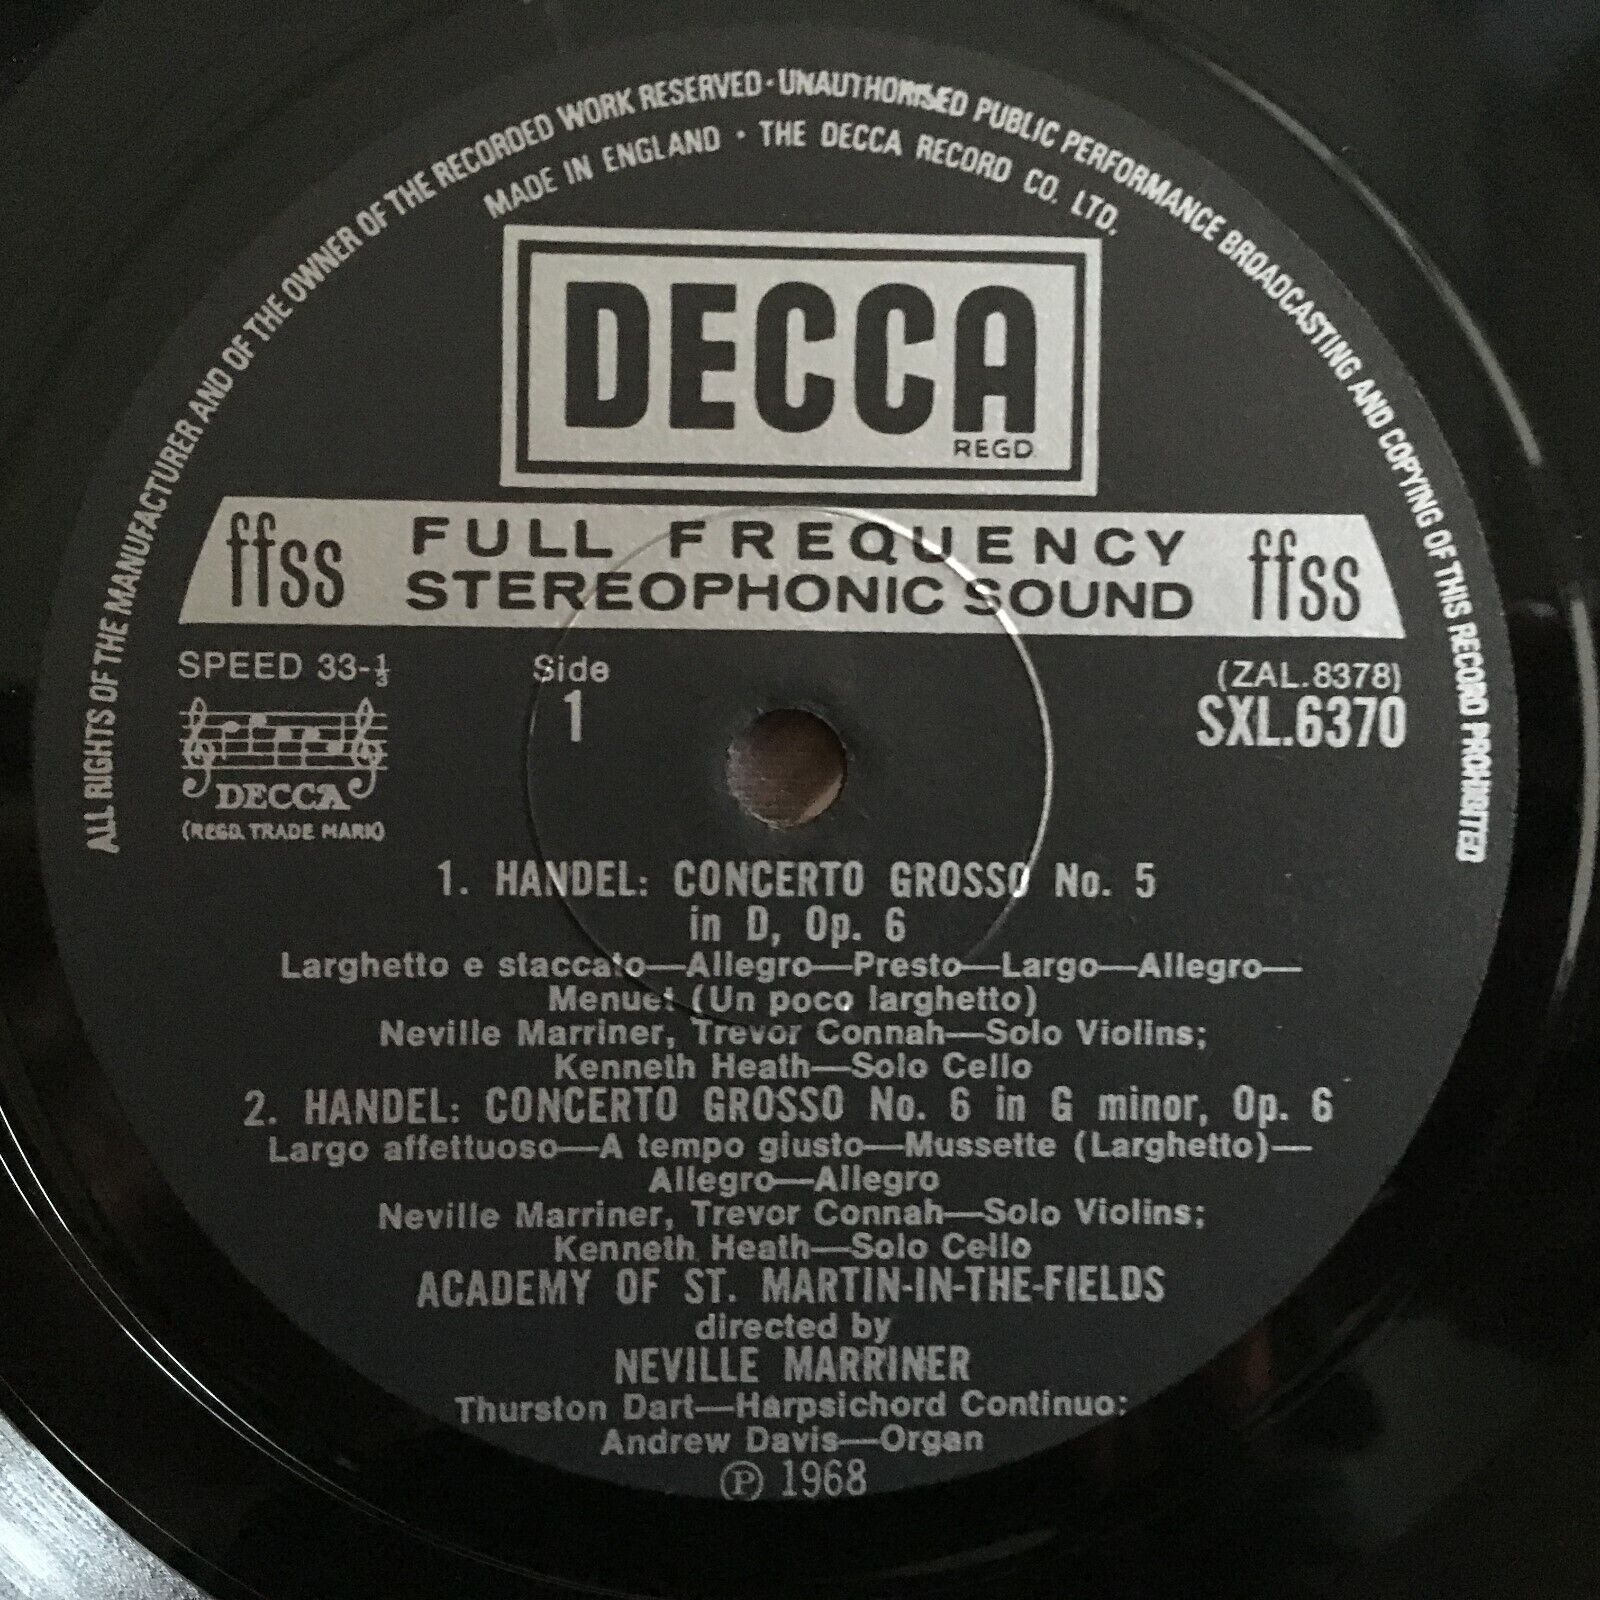 ALL RIGHTS OF THE MANUFACTURER AND OF THE OWNER OF THE RECORDED WORK RESERVED · UNAUTHORISED PUBLIC PERFORMANCE BROADCASTING AND COPYING OF THIS RECORD PROHIBITED
MADE IN ENGLAND · THE DECCA RECORD CO. LTD.
DECCA
REGD
ffss FULL FREQUENCY STEREOPHONIC SOUND ffss
SPEED 33-⅓
Side
1
(ZAL.8378)
SXL.6370
DECCA
(REGD. TRADE MARK)
1. HANDEL: CONCERTO GROSSO No. 5
in D, Op. 6
Larghetto e staccato—Allegro—Presto—Largo—Allegro—
Menuet (Un poco larghetto)
Neville Marriner, Trevor Connah—Solo Violins;
Kenneth Heath—Solo Cello
2. HANDEL: CONCERTO GROSSO No. 6 in G minor, Op. 6
Largo affettuoso—A tempo giusto—Mussette (Larghetto)—
Allegro—Allegro
Neville Marriner, Trevor Connah—Solo Violins;
Kenneth Heath—Solo Cello
ACADEMY OF ST. MARTIN-IN-THE-FIELDS
directed by
NEVILLE MARRINER
Thurston Dart—Harpsichord Continuo;
Andrew Davis—Organ
℗ 1968